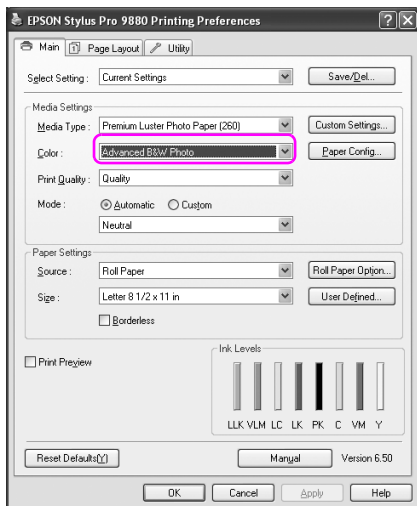 EPSON Stylus Pro 9880 Printing Preferences
Main Page Layout Utility
Select Setting : Current Settings Save/Del...
Media Settings
Media Type : Premium Luster Photo Paper (260) Custom Settings...
Color : Advanced B&W Photo Paper Config...
Print Quality : Quality
Mode : Automatic Custom
Neutral
Paper Settings
Source : Roll Paper Roll Paper Option...
Size : Letter 8 1/2 x 11 in User Defined...
Borderless
Print Preview
Ink Levels
LLK VLM LC LK PK C VM Y
Reset Defaults(Y) Manual Version 6.50
OK Cancel Apply Help